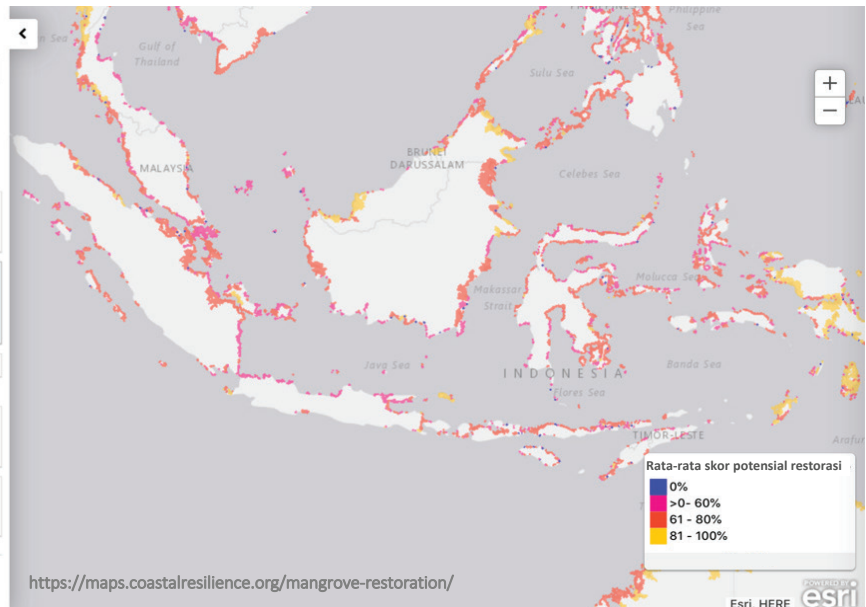 PHILIPPINES
Philippine
Sea
Gulf of
Thailand
Sulu Sea
MALAYSIA
BRUNEI
DARUSSALAM
Celebes Sea
Makassar
Strait
Molucca Sea
Java Sea
Banda Sea
INDONESIA
Flores Sea
TIMOR-LESTE
Rata-rata skor potensial restorasi
0%
>0- 60%
61 - 80%
81 - 100%
https://maps.coastalresilience.org/mangrove-restoration/
Esri, HERE
POWERED BY
esri